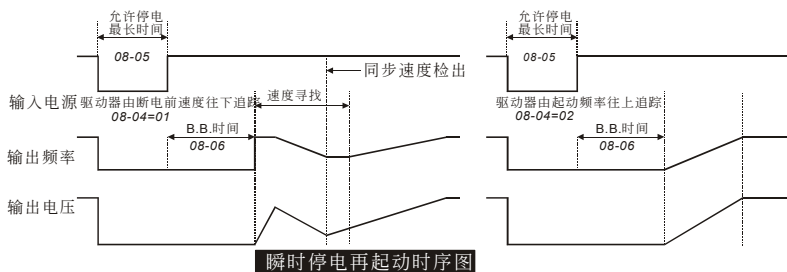 允许停电
最长时间
08-05
同步速度检出
输入电源
驱动器由断电前速度往下追踪
08-04=01
速度寻找
B.B.时间
08-06
输出频率
输出电压
允许停电
最长时间
08-05
驱动器由起动频率往上追踪
08-04=02
B.B.时间
08-06
瞬时停电再起动时序图